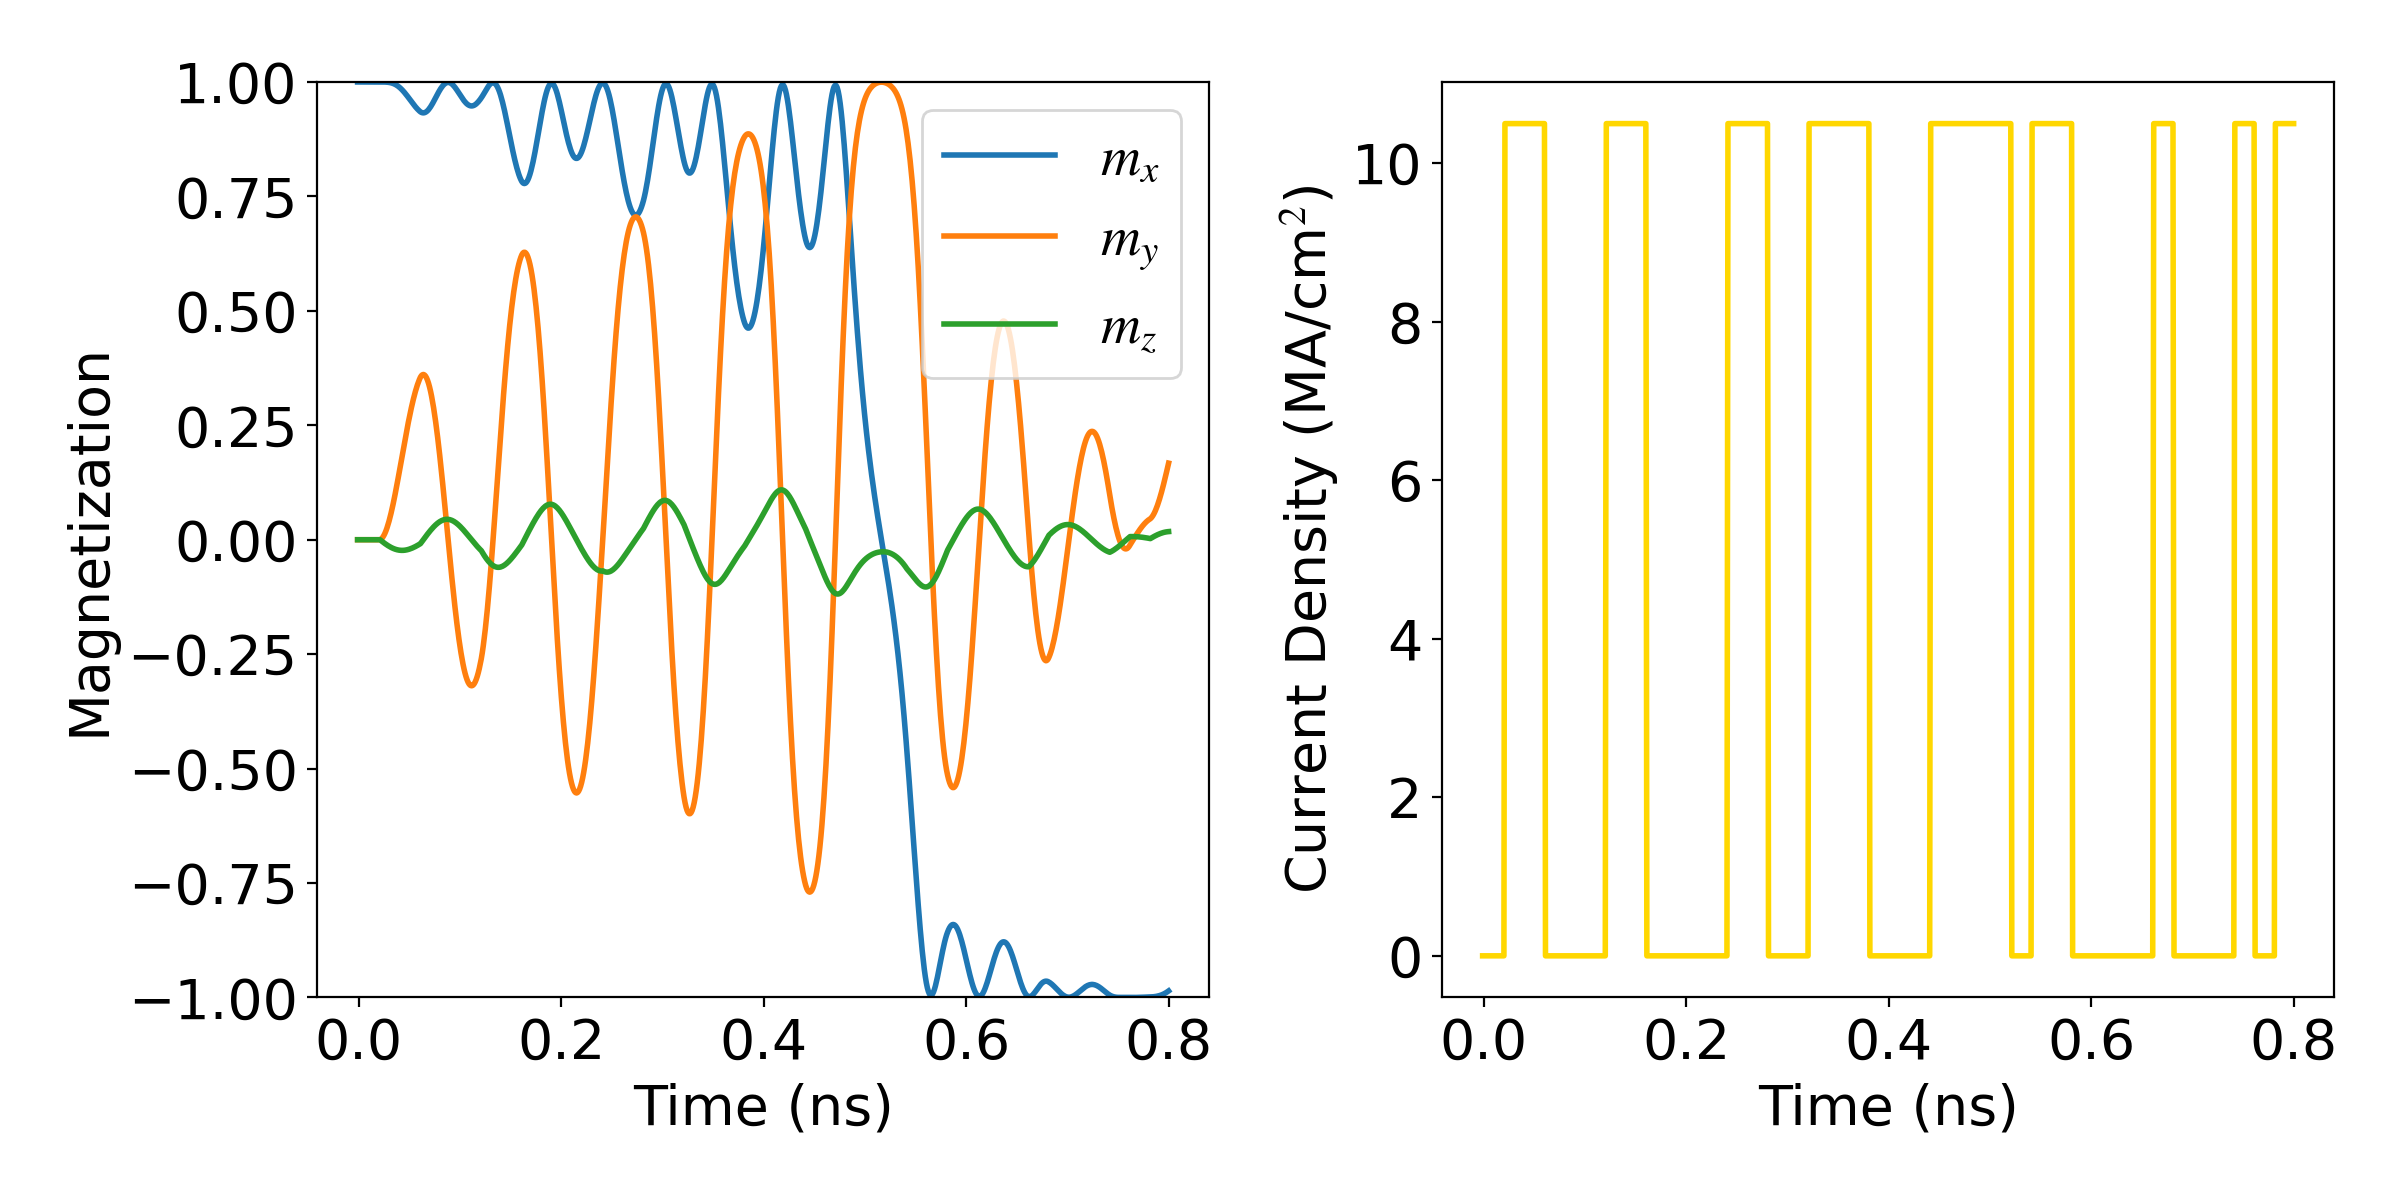 1.00
0.75
0.50
0.25
0.00
−0.25
−0.50
−0.75
−1.00
Magnetization
0.0 0.2 0.4 0.6 0.8
Time (ns)
m_x
m_y
m_z
10
8
6
4
2
0
Current Density (MA/cm²)
0.0 0.2 0.4 0.6 0.8
Time (ns)